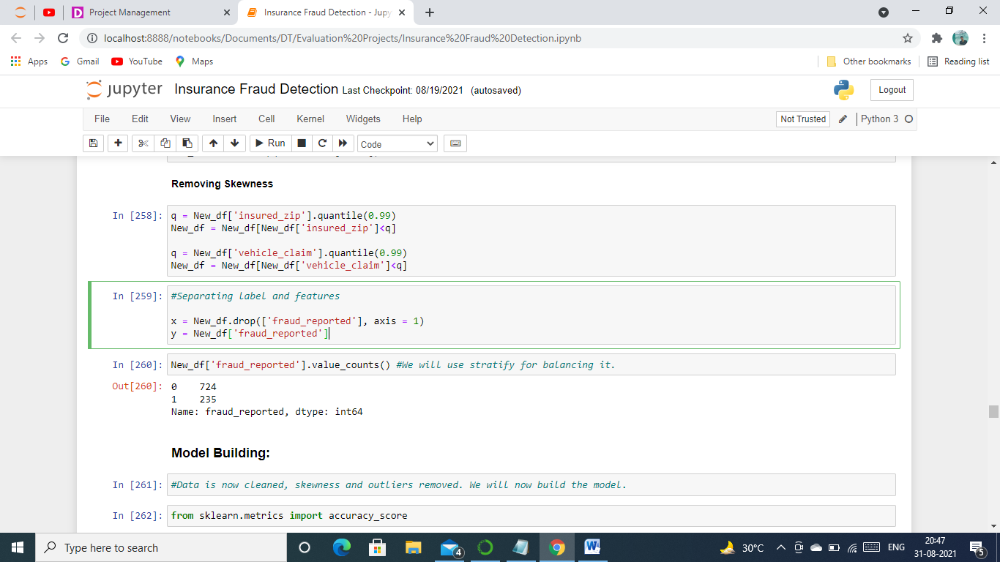 Project Management
Insurance Fraud Detection - Jupy
localhost:8888/notebooks/Documents/DT/Evaluation%20Projects/Insurance%20Fraud%20Detection.ipynb
Apps Gmail YouTube Maps Other bookmarks Reading list
jupyter Insurance Fraud Detection Last Checkpoint: 08/19/2021 (autosaved) Logout
File Edit View Insert Cell Kernel Widgets Help Not Trusted Python 3
Run Code
Removing Skewness
In [258]: q = New_df['insured_zip'].quantile(0.99)
New_df = New_df[New_df['insured_zip']<q]
q = New_df['vehicle_claim'].quantile(0.99)
New_df = New_df[New_df['vehicle_claim']<q]
In [259]: #Separating label and features
x = New_df.drop(['fraud_reported'], axis = 1)
y = New_df['fraud_reported']
In [260]: New_df['fraud_reported'].value_counts() #We will use stratify for balancing it.
Out[260]: 0 724
1 235
Name: fraud_reported, dtype: int64
Model Building:
In [261]: #Data is now cleaned, skewness and outliers removed. We will now build the model.
In [262]: from sklearn.metrics import accuracy_score
Type here to search 4 30°C ENG 20:47
31-08-2021 5